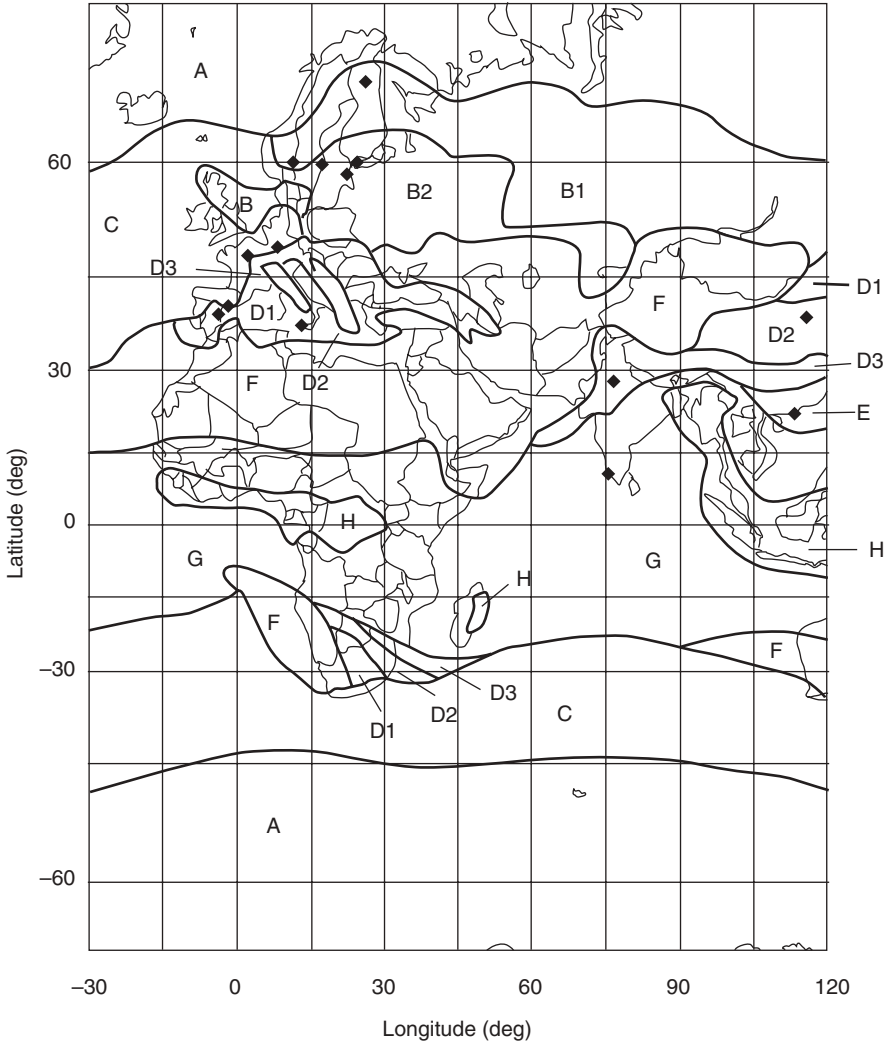 A
60
B2
B1
B
C
D3
D1
F
D1
D2
30
F
D2
D3
E
0
H
G
G
H
H
F
F
−30
D3
D2
D1
C
A
−60
−30
0
30
60
90
120
Latitude (deg)
Longitude (deg)